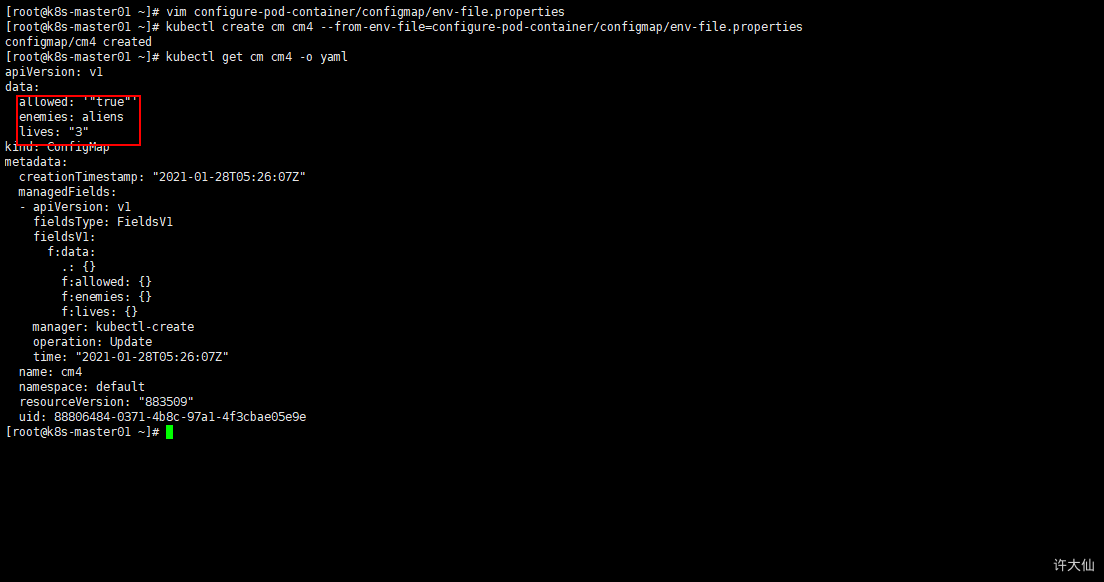 [root@k8s-master01 ~]# vim configure-pod-container/configmap/env-file.properties
[root@k8s-master01 ~]# kubectl create cm cm4 --from-env-file=configure-pod-container/configmap/env-file.properties
configmap/cm4 created
[root@k8s-master01 ~]# kubectl get cm cm4 -o yaml
apiVersion: v1
data:
  allowed: '"true"'
  enemies: aliens
  lives: "3"
kind: ConfigMap
metadata:
  creationTimestamp: "2021-01-28T05:26:07Z"
  managedFields:
  - apiVersion: v1
    fieldsType: FieldsV1
    fieldsV1:
      f:data:
        .: {}
        f:allowed: {}
        f:enemies: {}
        f:lives: {}
    manager: kubectl-create
    operation: Update
    time: "2021-01-28T05:26:07Z"
  name: cm4
  namespace: default
  resourceVersion: "883509"
  uid: 88806484-0371-4b8c-97a1-4f3cbae05e9e
[root@k8s-master01 ~]#
许大仙